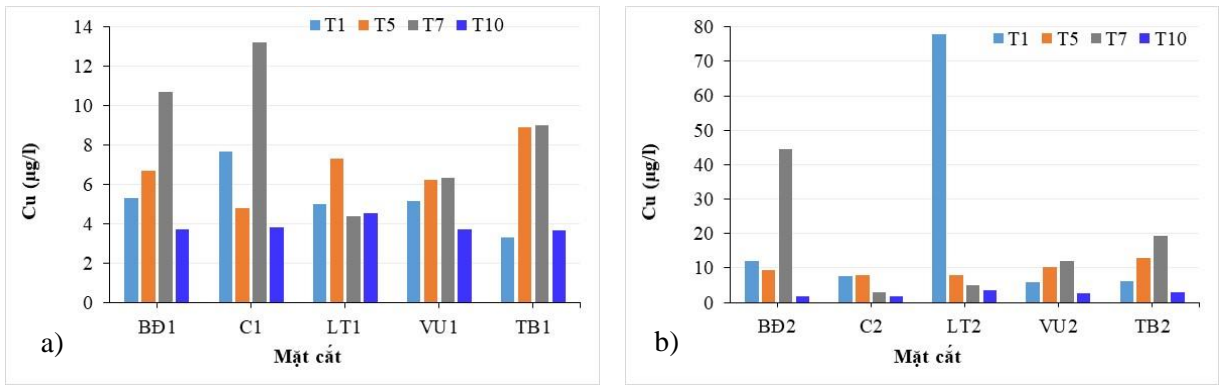 T1 T5 T7 T10
14
12
10
8
6
4
2
0
Cu (µg/l)
BĐ1 C1 LT1 VU1 TB1
Mặt cắt
a)
T1 T5 T7 T10
80
70
60
50
40
30
20
10
0
Cu (µg/l)
BĐ2 C2 LT2 VU2 TB2
Mặt cắt
b)